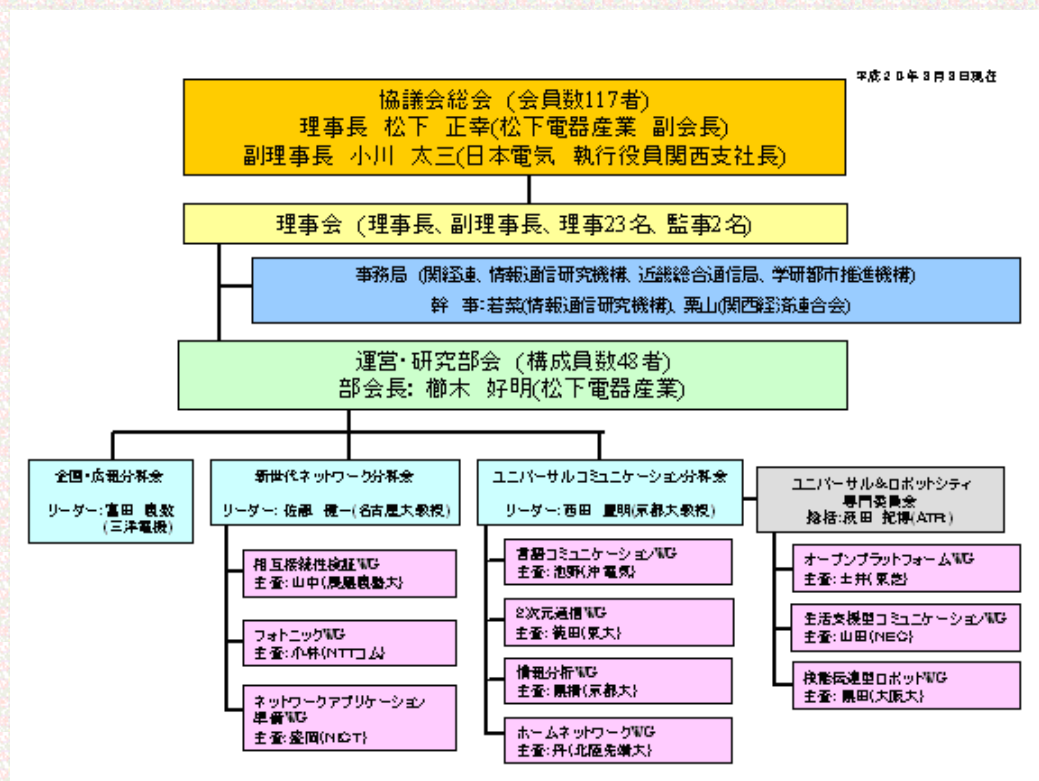 平成20年3月3日現在
協議会総会 (会員数117者)
理事長 松下 正幸(松下電器産業 副会長)
副理事長 小川 太三(日本電気 執行役員関西支社長)
理事会 (理事長、副理事長、理事23名、監事2名)
事務局 (関経連、情報通信研究機構、近畿総合通信局、学研都市推進機構)
幹 事:若菜(情報通信研究機構)、栗山(関西経済連合会)
運営・研究部会 (構成員数48者)
部会長: 櫛木 好明(松下電器産業)
企画・広報分科会
リーダー:富田
(三洋電機)
新世代ネットワーク分科会
リーダー: 佐藤 健一(名古屋大教授)
相互接続性検証WG
主査:山中(慶應義塾大)
フォトニックWG
主査:小林(NTTコム)
ネットワークアプリケーション
準備WG
主査:盛岡(NICT)
ユニバーサルコミュニケーション分科会
リーダー:西田 豊明(京都大教授)
言語コミュニケーションWG
主査:池野(沖電気)
2次元通信WG
主査:篠田(東大)
情報分析WG
主査:黒橋(京都大)
ホームネットワークWG
主査:丹(北陸先端大)
ユニバーサル&ロボットシティ
専門委員会
総括: (ATR)
オープンプラットフォームWG
主査:土井(東芝)
生活支援型コミュニケーションWG
主査:山田(NEC)
機能伝達型ロボットWG
主査: (大阪大)